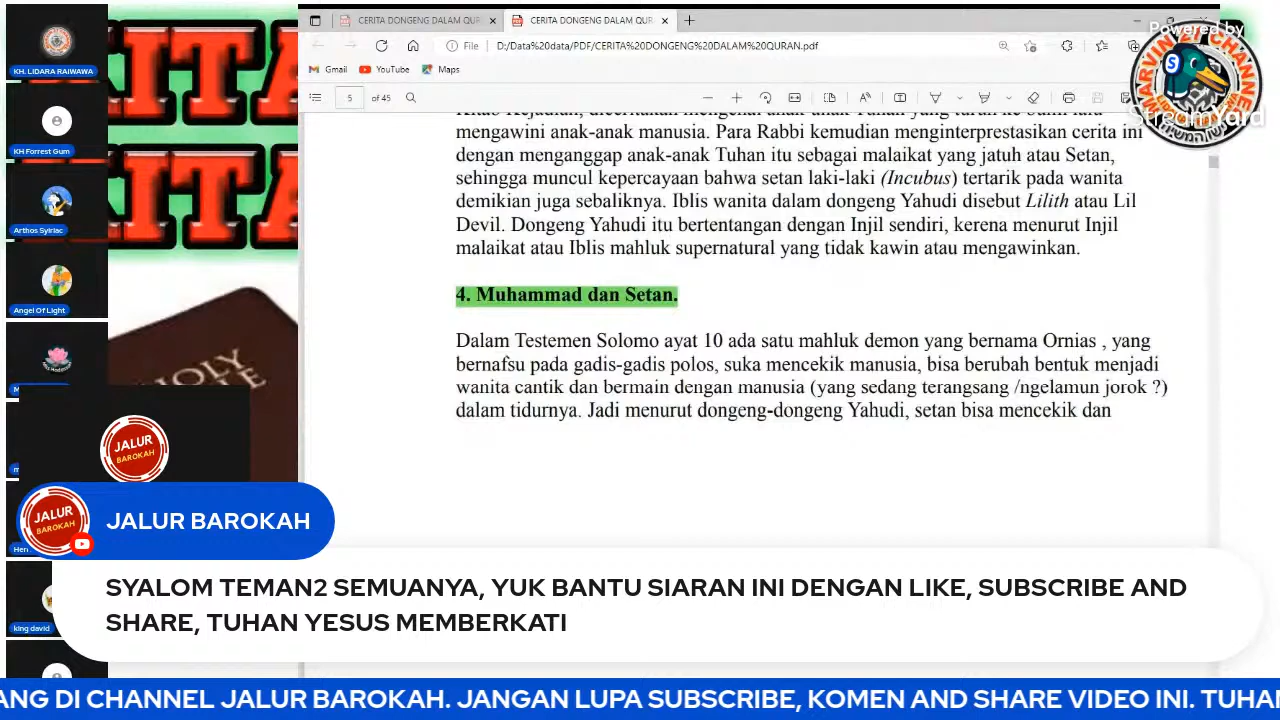 KH. LIDARA RAIWAWA
KH Forrest Gum
Arthos Syiriac
Angel Of Light
king david
HOLY
CERITA DONGENG DALAM QUR
CERITA DONGENG DALAM QUR
File
D:/Data%20data/PDF/CERITA%20DONGENG%20DALAM%20QURAN.pdf
Gmail
YouTube
Maps
5
of 45
Powered by
StreamYard
MARVIN 21 CHANNEL
mengawini anak-anak manusia. Para Rabbi kemudian menginterprestasikan cerita ini
dengan menganggap anak-anak Tuhan itu sebagai malaikat yang jatuh atau Setan,
sehingga muncul kepercayaan bahwa setan laki-laki (Incubus) tertarik pada wanita
demikian juga sebaliknya. Iblis wanita dalam dongeng Yahudi disebut Lilith atau Lil
Devil. Dongeng Yahudi itu bertentangan dengan Injil sendiri, kerena menurut Injil
malaikat atau Iblis mahluk supernatural yang tidak kawin atau mengawinkan.
4. Muhammad dan Setan.
Dalam Testemen Solomo ayat 10 ada satu mahluk demon yang bernama Ornias , yang
bernafsu pada gadis-gadis polos, suka mencekik manusia, bisa berubah bentuk menjadi
wanita cantik dan bermain dengan manusia (yang sedang terangsang /ngelamun jorok ?)
dalam tidurnya. Jadi menurut dongeng-dongeng Yahudi, setan bisa mencekik dan
JALUR
BAROKAH
JALUR
BAROKAH
JALUR BAROKAH
SYALOM TEMAN2 SEMUANYA, YUK BANTU SIARAN INI DENGAN LIKE, SUBSCRIBE AND
SHARE, TUHAN YESUS MEMBERKATI
ANG DI CHANNEL JALUR BAROKAH. JANGAN LUPA SUBSCRIBE, KOMEN AND SHARE VIDEO INI. TUHA